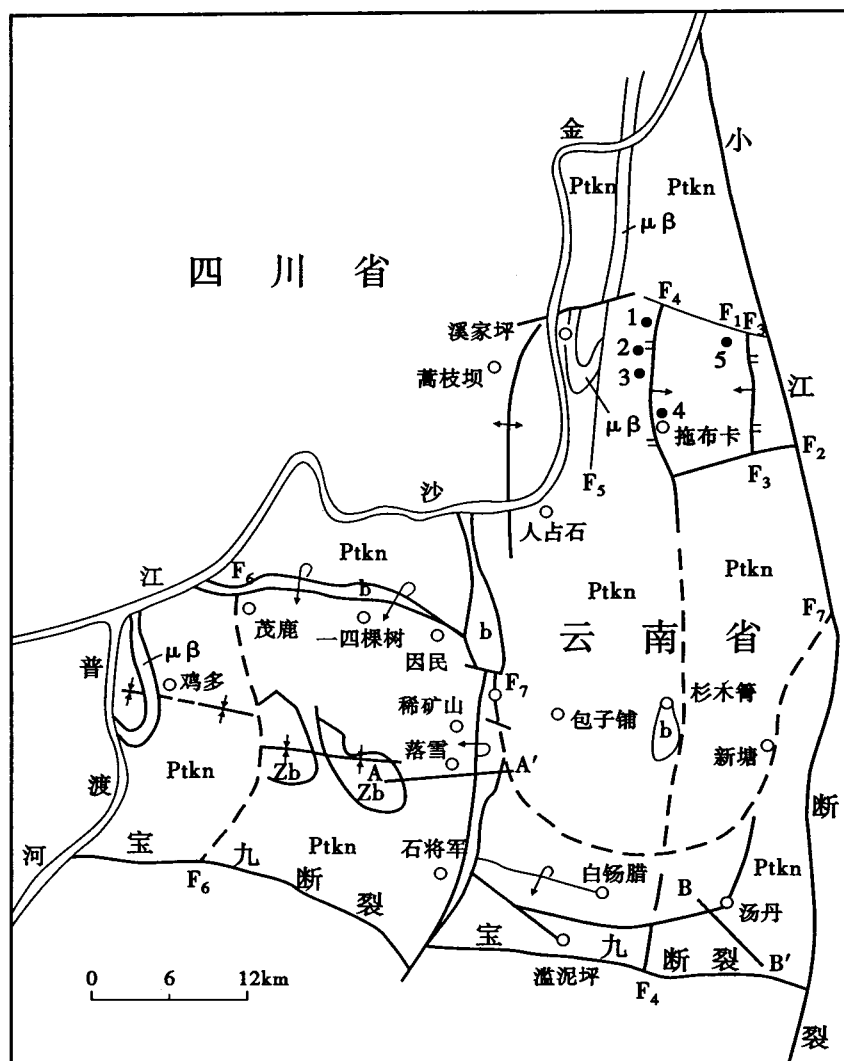 金
小
Ptkn
Ptkn
μβ
四川省
F4
F1 F3
1
溪家坪
2
5
蒿枝坝
3
江
μβ
4
拖布卡
F2
沙
F5
F3
人占石
Ptkn
Ptkn
江
F6
b
Ptkn
F7
茂鹿
一四棵树
b
云南省
普
μβ
因民
鸡多
F7
杉木箐
稀矿山
包子铺
b
落雪
新塘
Ptkn
A
A′
Zb
Zb
渡
断
宝
九
Ptkn
石将军
白钖腊
Ptkn
河
断
B
F6
裂
汤丹
宝
九
断裂
B′
0 6 12km
滥泥坪
F4
裂